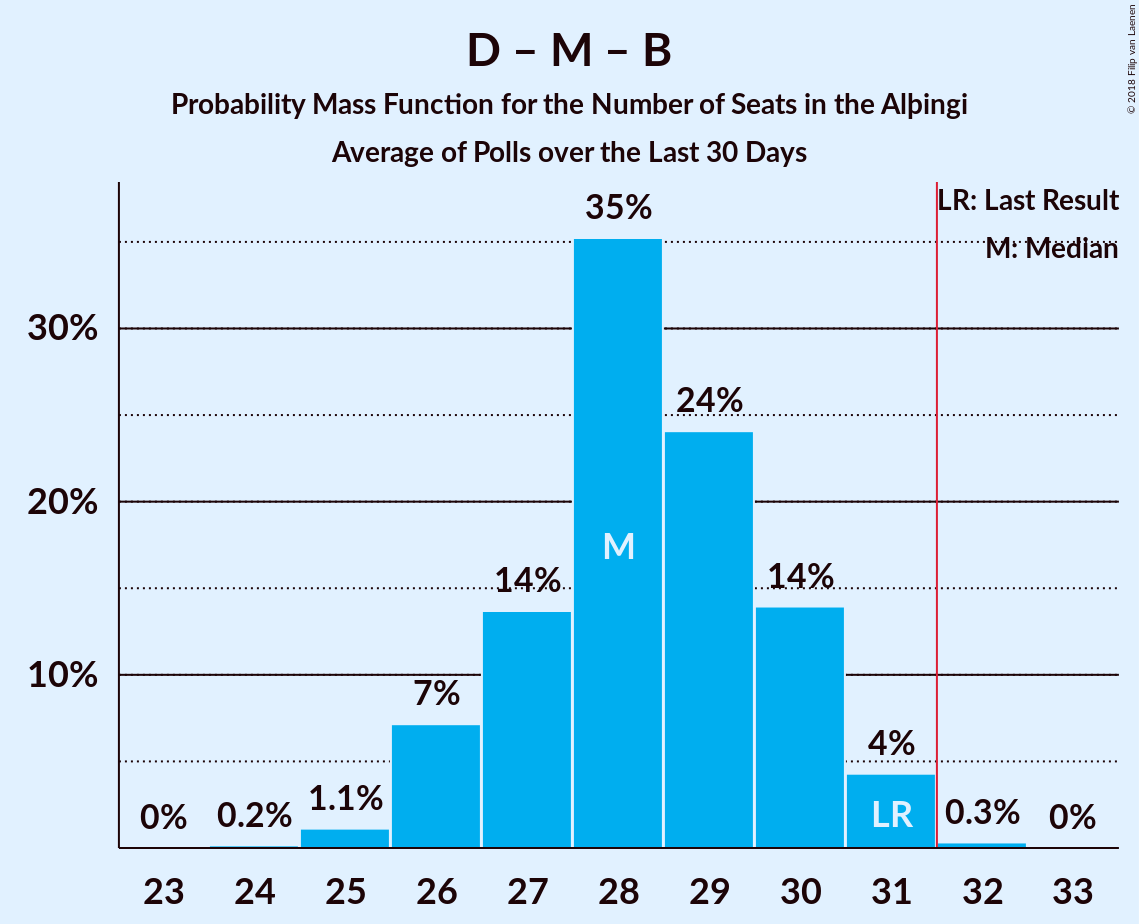 D – M – B
Probability Mass Function for the Number of Seats in the Alþingi
Average of Polls over the Last 30 Days
© 2018 Filip van Laenen
LR: Last Result
M: Median
30%
20%
10%
0%
0.2%
1.1%
7%
14%
35%
24%
14%
4%
0.3%
0%
M
LR
23 24 25 26 27 28 29 30 31 32 33